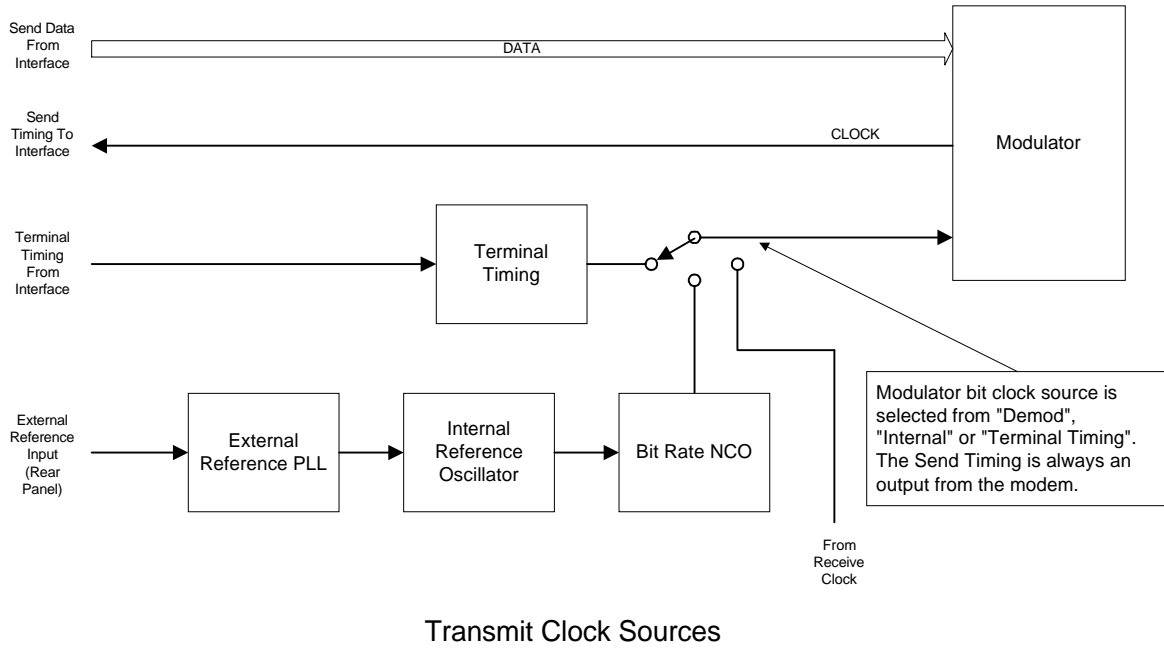 Send Data
From
Interface
DATA
Send
Timing To
Interface
CLOCK
Modulator
Terminal
Timing
From
Interface
Terminal
Timing
External
Reference
Input
(Rear
Panel)
External
Reference PLL
Internal
Reference
Oscillator
Bit Rate NCO
Modulator bit clock source is
selected from "Demod",
"Internal" or "Terminal Timing".
The Send Timing is always an
output from the modem.
From
Receive
Clock
Transmit Clock Sources